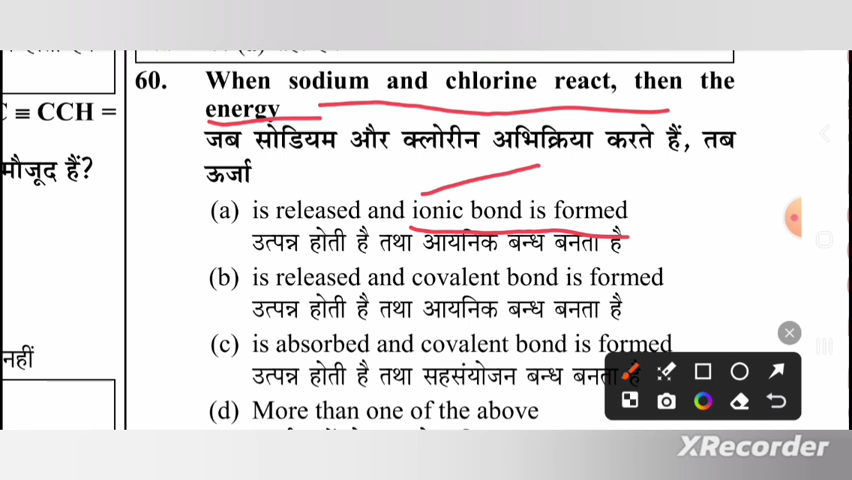 C ≡ CCH =
मौजूद हैं?
नहीं
60. When sodium and chlorine react, then the
energy
जब सोडियम और क्लोरीन अभिक्रिया करते हैं, तब
ऊर्जा
(a) is released and ionic bond is formed
उत्पन्न होती है तथा आयनिक बन्ध बनता है
(b) is released and covalent bond is formed
उत्पन्न होती है तथा आयनिक बन्ध बनता है
(c) is absorbed and covalent bond is formed
उत्पन्न होती है तथा सहसंयोजन बन्ध बनता है
(d) More than one of the above
XRecorder